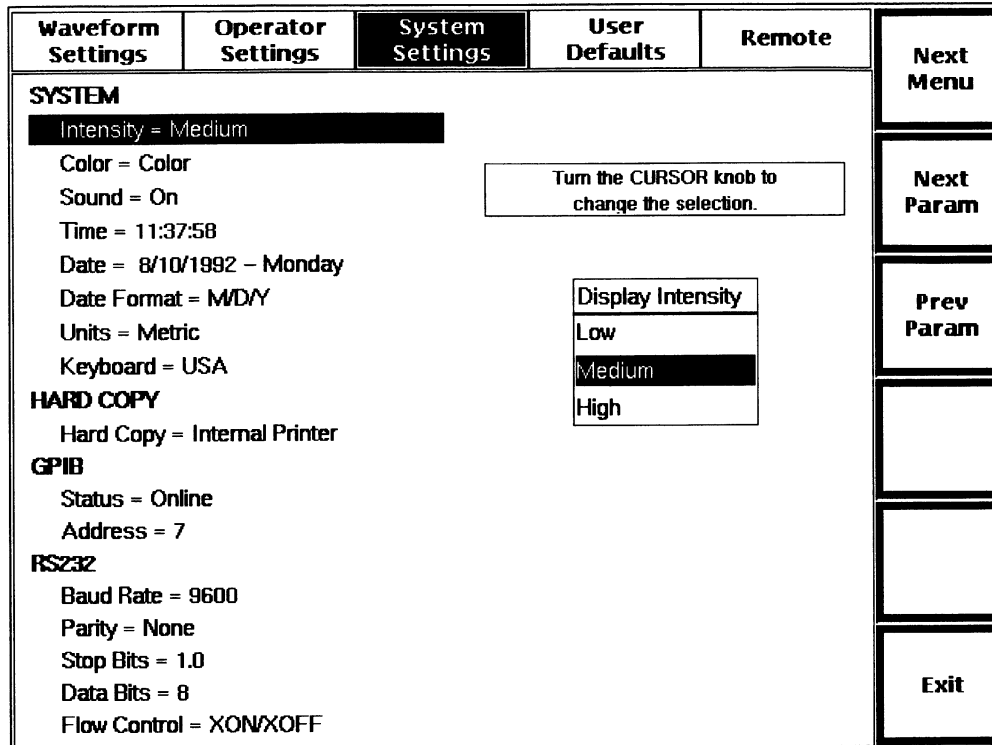 Waveform Settings
Operator Settings
System Settings
User Defaults
Remote
Next Menu
Next Param
Prev Param
Exit
SYSTEM
Intensity = Medium
Color = Color
Sound = On
Time = 11:37:58
Date = 8/10/1992 – Monday
Date Format = M/D/Y
Units = Metric
Keyboard = USA
HARD COPY
Hard Copy = Internal Printer
GPIB
Status = Online
Address = 7
RS232
Baud Rate = 9600
Parity = None
Stop Bits = 1.0
Data Bits = 8
Flow Control = XON/XOFF
Turn the CURSOR knob to
change the selection.
Display Intensity
Low
Medium
High